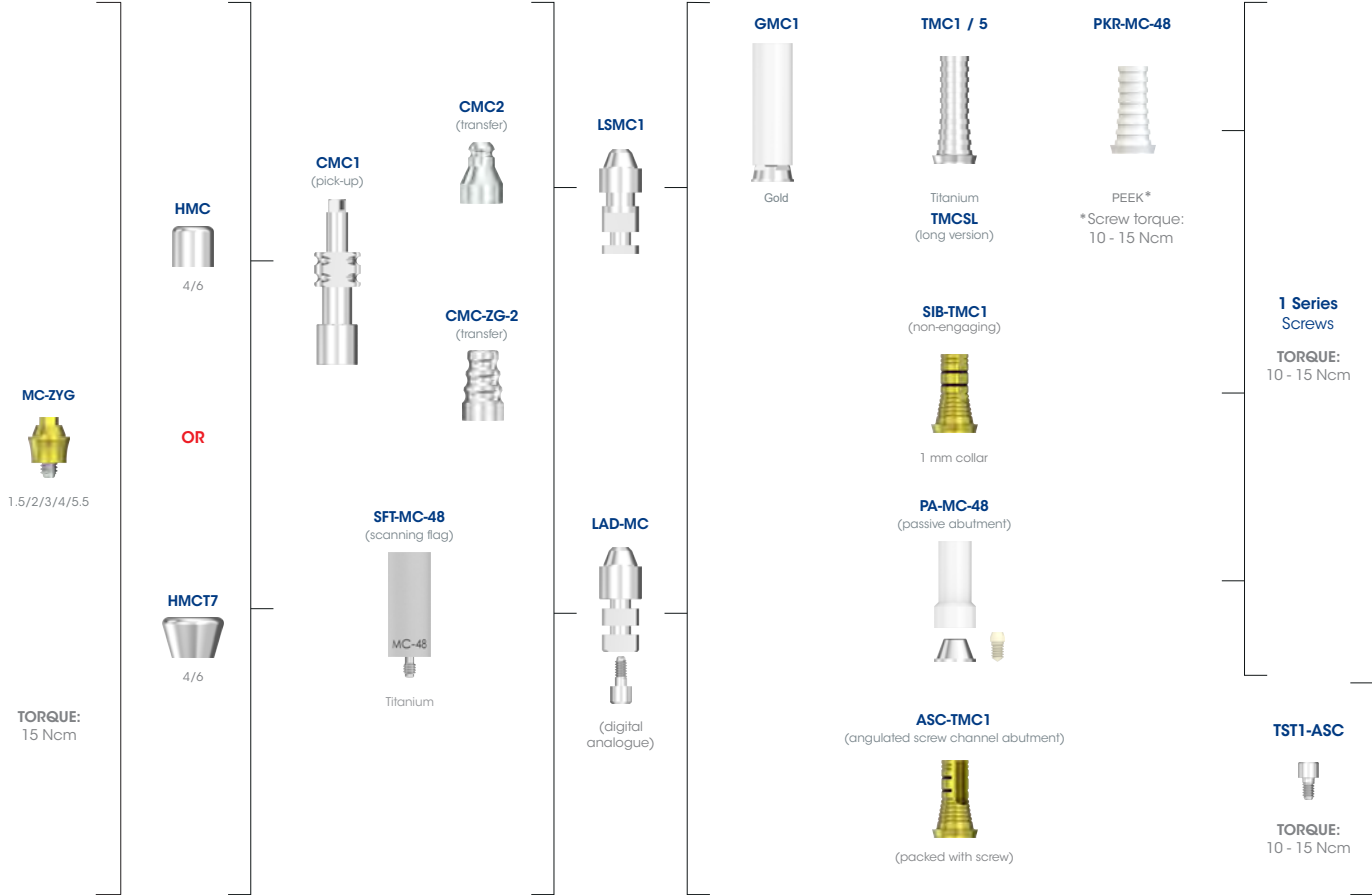 MC-ZYG
1.5/2/3/4/5.5
TORQUE:
15 Ncm
HMC
4/6
OR
HMCT7
4/6
CMC1
(pick-up)
CMC2
(transfer)
CMC-ZG-2
(transfer)
SFT-MC-48
(scanning flag)
MC-48
Titanium
LSMC1
LAD-MC
(digital
analogue)
GMC1
Gold
TMC1 / 5
Titanium
TMCSL
(long version)
PKR-MC-48
PEEK*
*Screw torque:
10 - 15 Ncm
SIB-TMC1
(non-engaging)
1 mm collar
PA-MC-48
(passive abutment)
ASC-TMC1
(angulated screw channel abutment)
(packed with screw)
1 Series
Screws
TORQUE:
10 - 15 Ncm
TST1-ASC
TORQUE:
10 - 15 Ncm